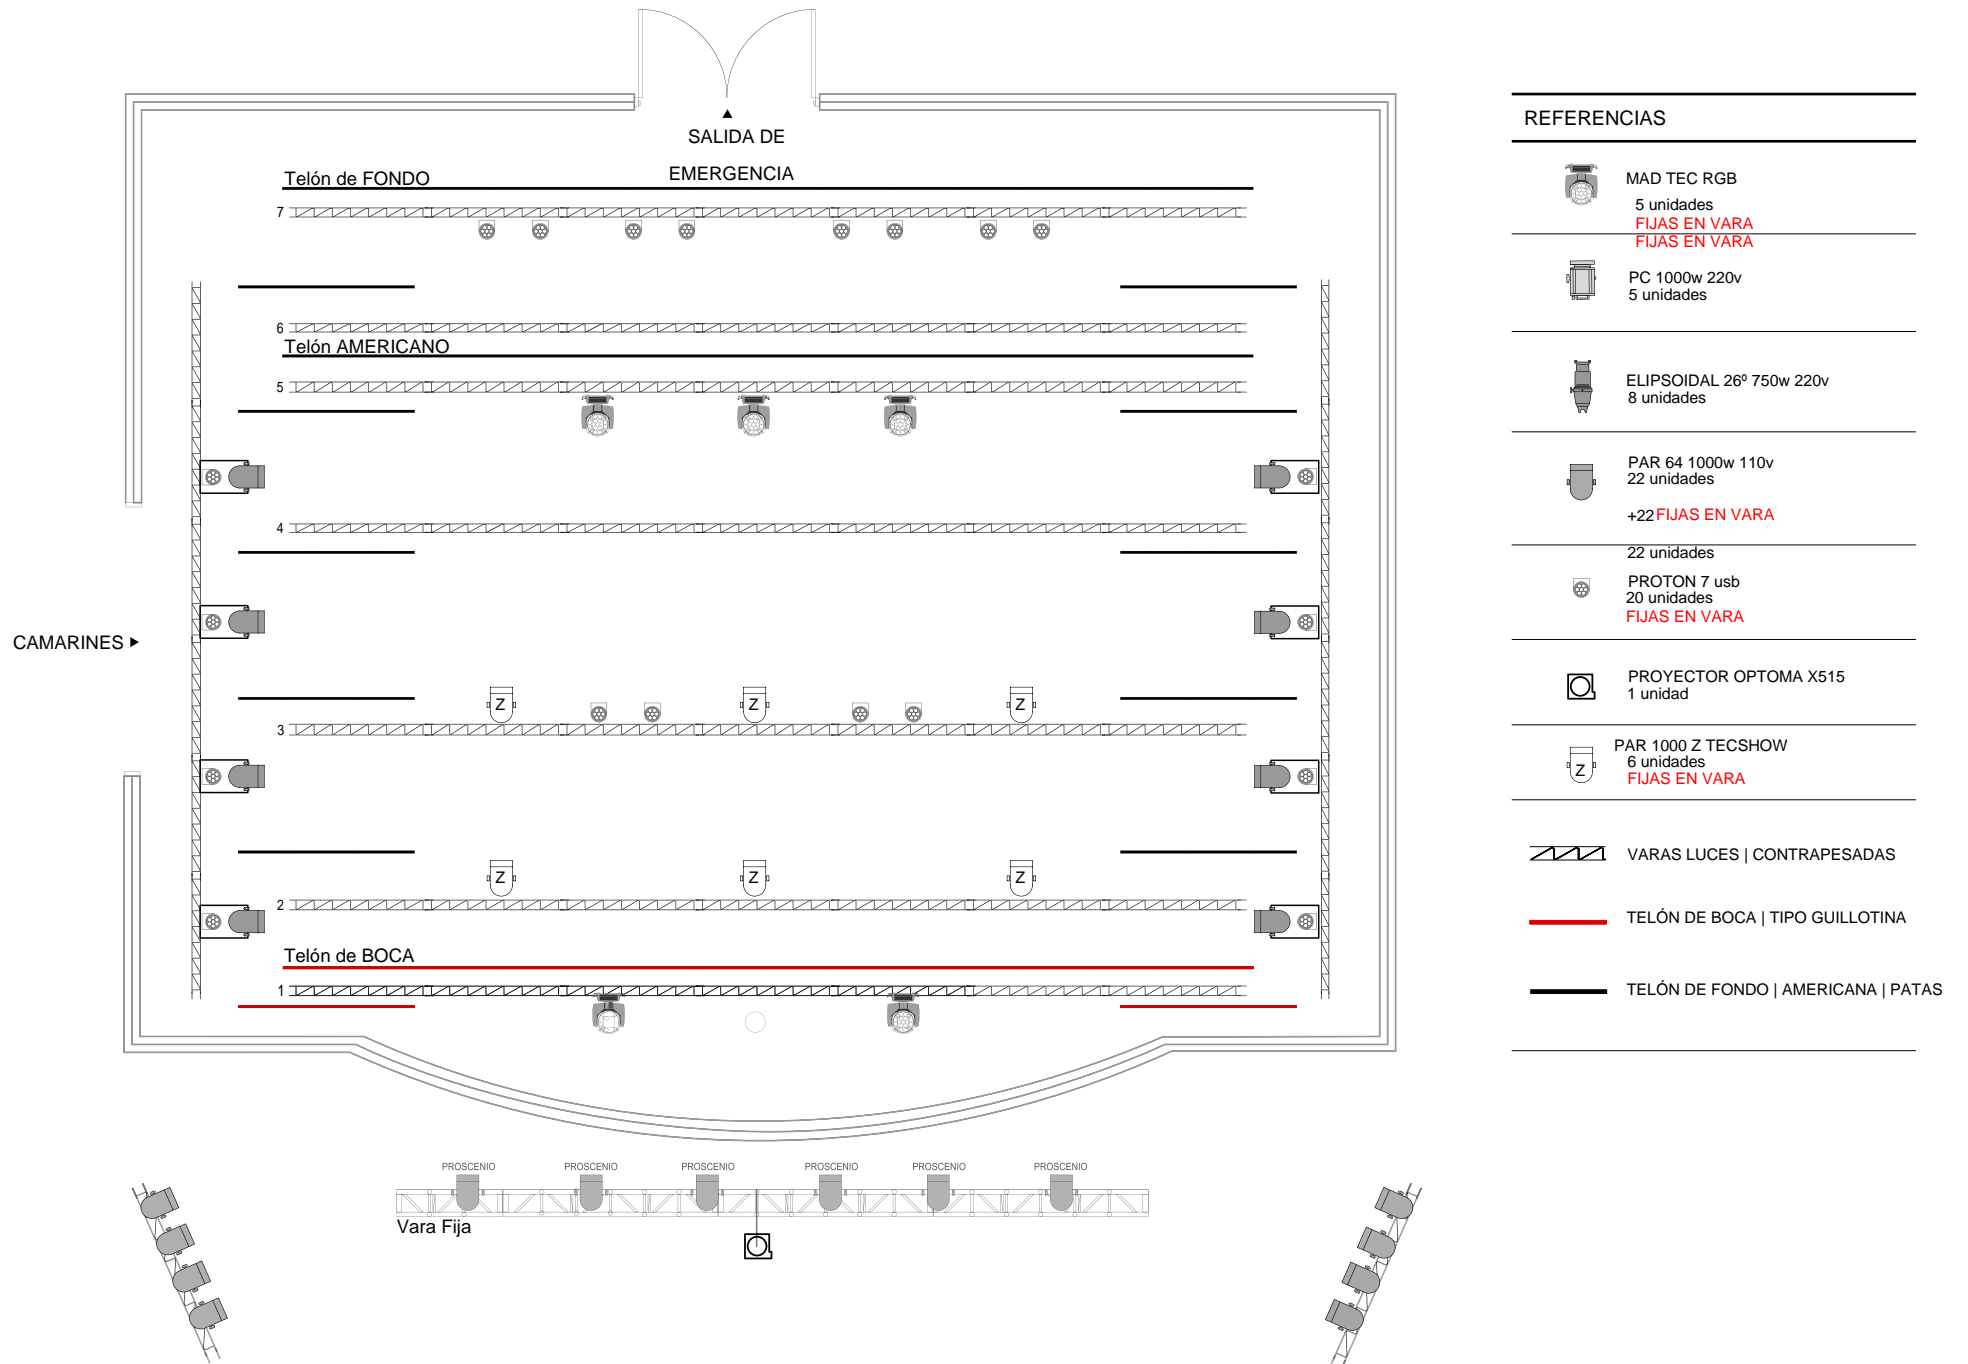 SALIDA DE
EMERGENCIA
Telón de FONDO
7
6
Telón AMERICANO
5
4
CAMARINES
Z
Z
Z
3
Z
Z
Z
2
Telón de BOCA
1
PROSCENIO
PROSCENIO
PROSCENIO
PROSCENIO
PROSCENIO
PROSCENIO
Vara Fija
REFERENCIAS
MAD TEC RGB
5 unidades
FIJAS EN VARA
FIJAS EN VARA
PC 1000w 220v
5 unidades
ELIPSOIDAL 26º 750w 220v
8 unidades
PAR 64 1000w 110v
22 unidades
+22 FIJAS EN VARA
22 unidades
PROTON 7 usb
20 unidades
FIJAS EN VARA
PROYECTOR OPTOMA X515
1 unidad
PAR 1000 Z TECSHOW
6 unidades
Z
FIJAS EN VARA
VARAS LUCES | CONTRAPESADAS
TELÓN DE BOCA | TIPO GUILLOTINA
TELÓN DE FONDO | AMERICANA | PATAS